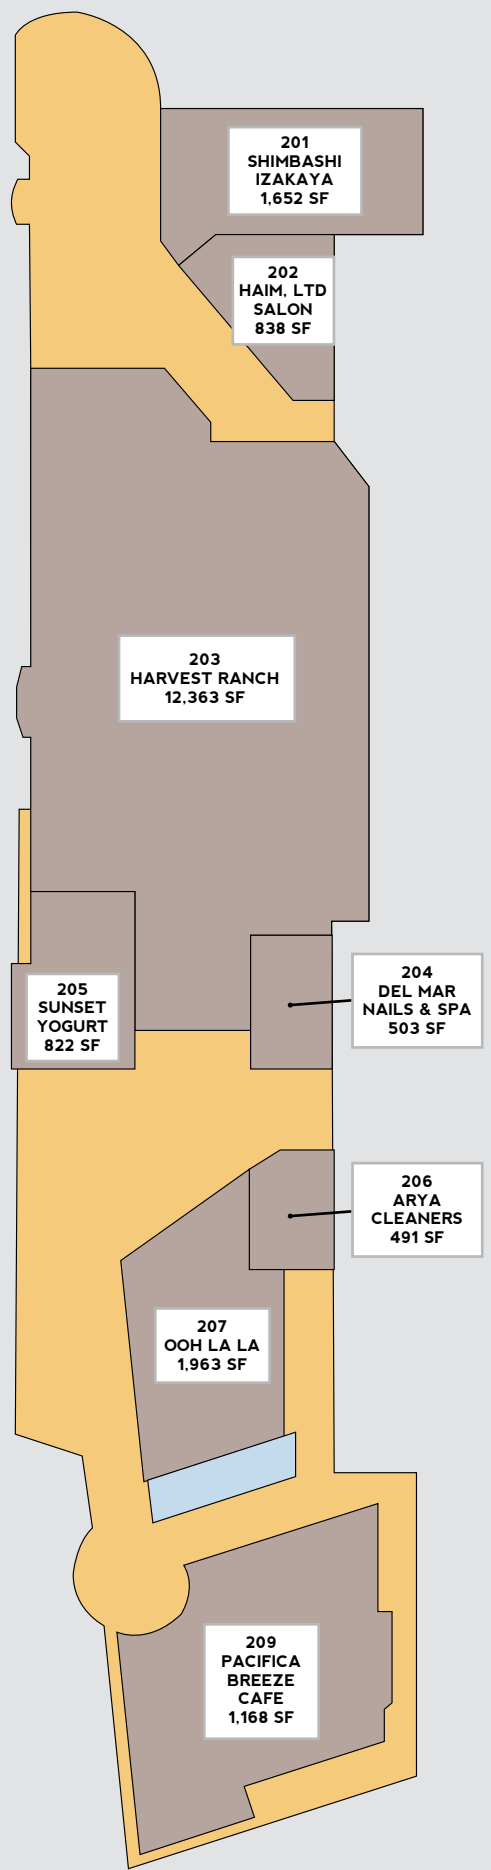 201
SHIMBASHI
IZAKAYA
1,652 SF
202
HAIM, LTD
SALON
838 SF
203
HARVEST RANCH
12,363 SF
204
DEL MAR
NAILS & SPA
503 SF
205
SUNSET
YOGURT
822 SF
206
ARYA
CLEANERS
491 SF
207
OOH LA LA
1,963 SF
209
PACIFICA
BREEZE
CAFE
1,168 SF